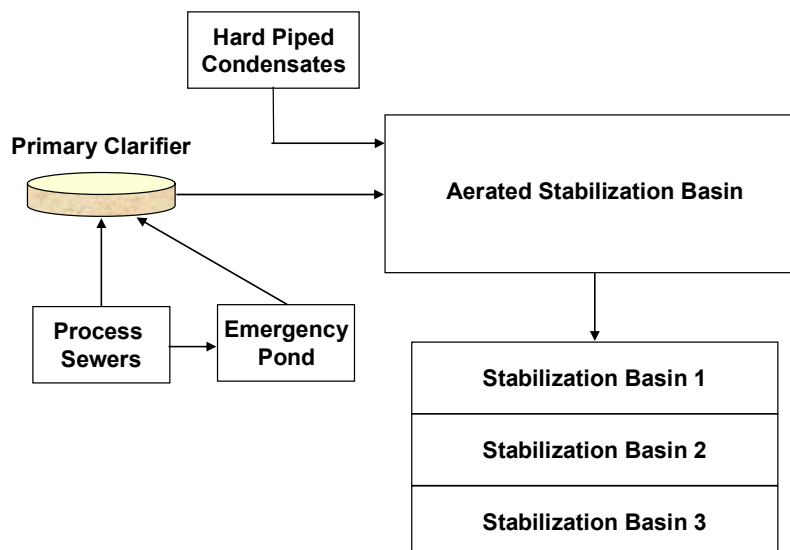 Hard Piped
Condensates
Primary Clarifier
Aerated Stabilization Basin
Process
Sewers
Emergency
Pond
Stabilization Basin 1
Stabilization Basin 2
Stabilization Basin 3